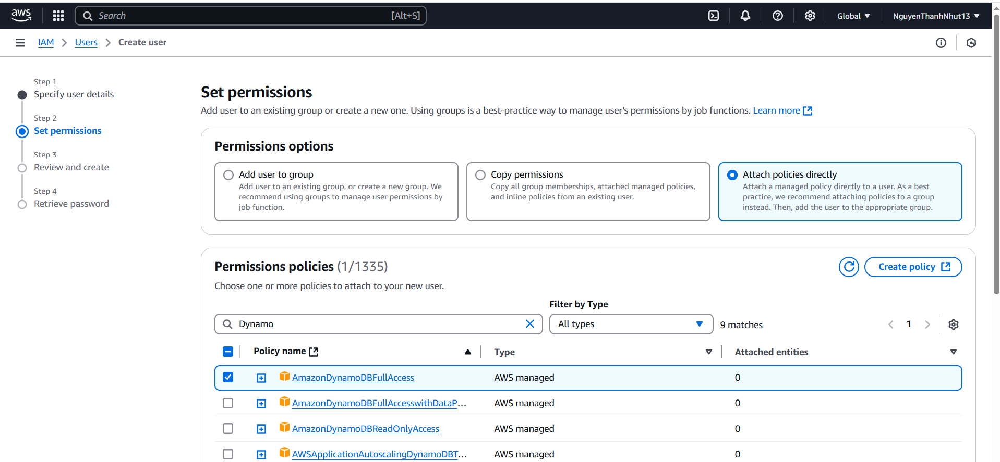 aws
Search [Alt+S]
Global
NguyenThanhNhut13
IAM Users Create user
Step 1
Specify user details
Step 2
Set permissions
Step 3
Review and create
Step 4
Retrieve password
Set permissions
Add user to an existing group or create a new one. Using groups is a best-practice way to manage user's permissions by job functions. Learn more
Permissions options
Add user to group
Add user to an existing group, or create a new group. We
recommend using groups to manage user permissions by
job function.
Copy permissions
Copy all group memberships, attached managed policies,
and inline policies from an existing user.
Attach policies directly
Attach a managed policy directly to a user. As a best
practice, we recommend attaching policies to a group
instead. Then, add the user to the appropriate group.
Permissions policies (1/1335)
Create policy
Choose one or more policies to attach to your new user.
Filter by Type
Dynamo
All types
9 matches
1
Policy name Type Attached entities
AmazonDynamoDBFullAccess AWS managed 0
AmazonDynamoDBFullAccesswithDataP... AWS managed 0
AmazonDynamoDBReadOnlyAccess AWS managed 0
AWSApplicationAutoscalingDynamoDBT... AWS managed 0